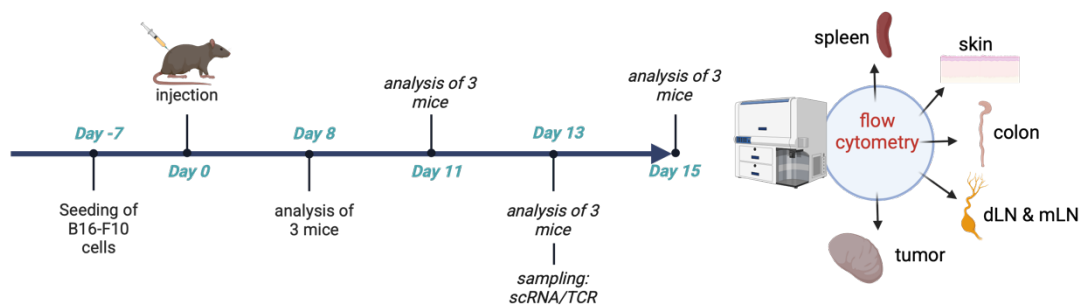 injection
Day -7
Day 0
Day 8
analysis of 3
mice
Day 11
Day 13
analysis of 3
mice
Day 15
Seeding of
B16-F10
cells
analysis of
3 mice
analysis of 3
mice
sampling:
scRNA/TCR
spleen
skin
flow
cytometry
colon
dLN & mLN
tumor